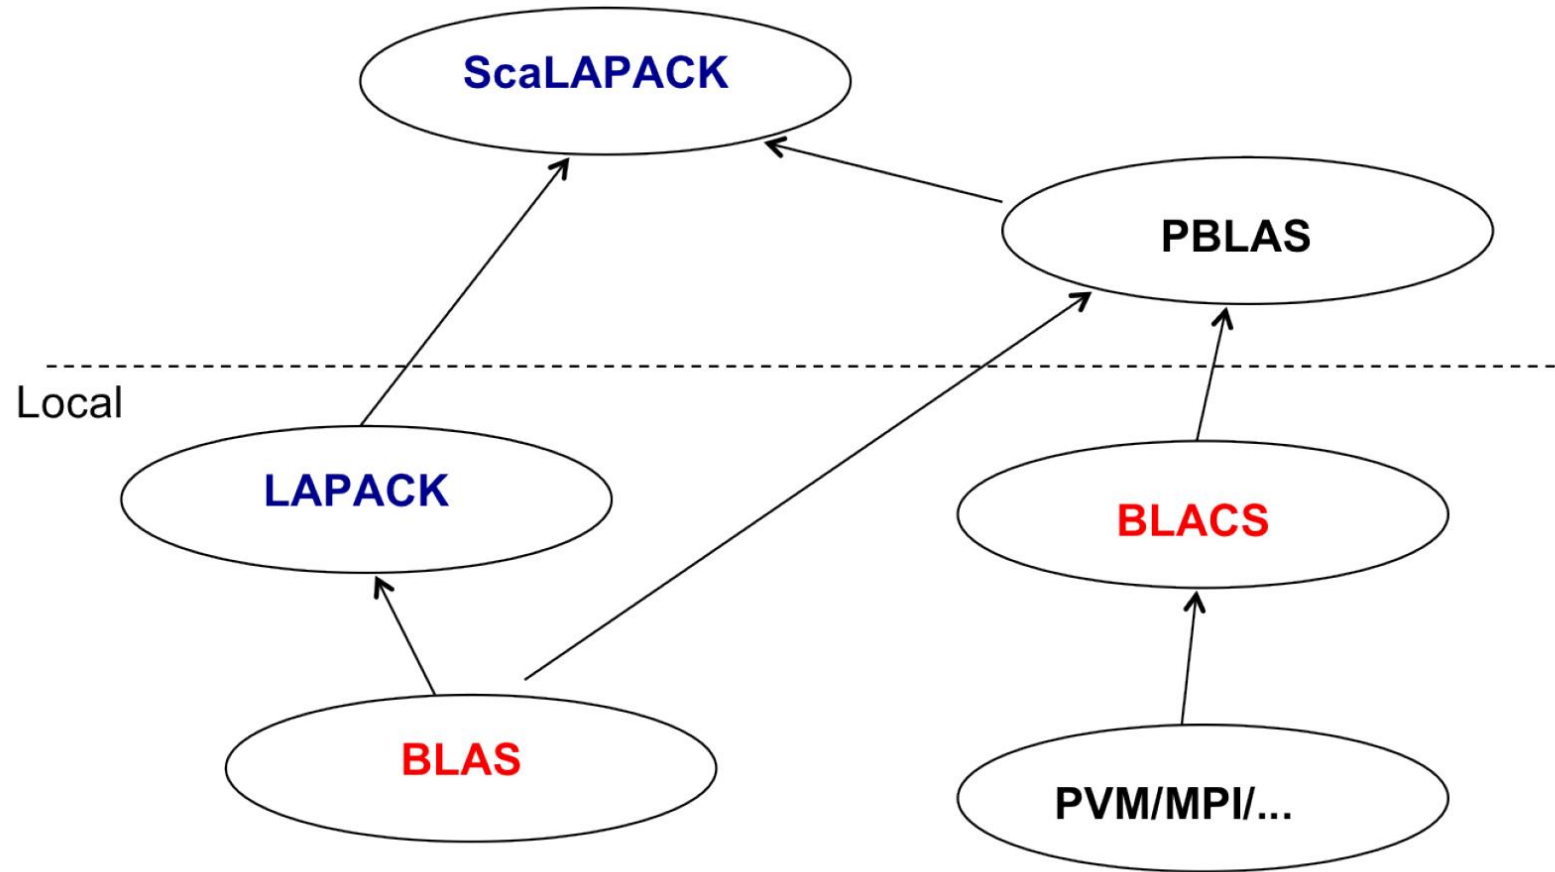 ScaLAPACK
PBLAS
Local
LAPACK
BLACS
BLAS
PVM/MPI/...